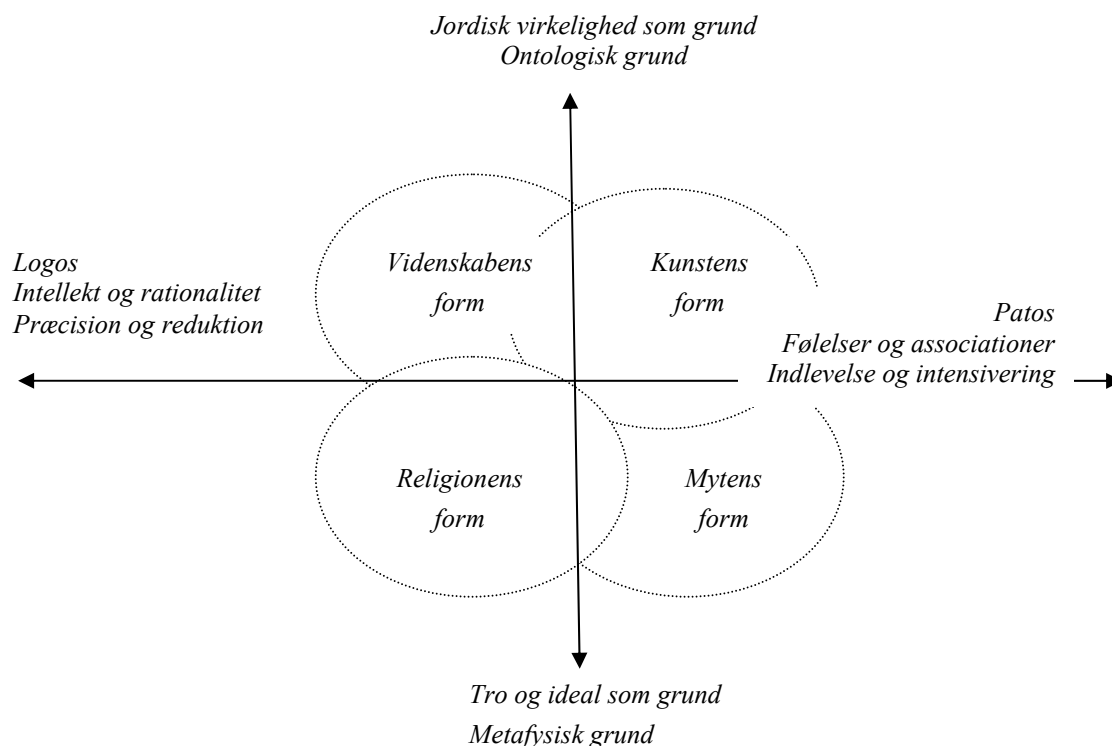 Jordisk virkelighed som grund
Ontologisk grund
Logos
Intellekt og rationalitet
Præcision og reduktion
Videnskabens
form
Kunstens
form
Patos
Følelser og associationer
Indlevelse og intensivering
Religionens
form
Mytens
form
Tro og ideal som grund
Metafysisk grund